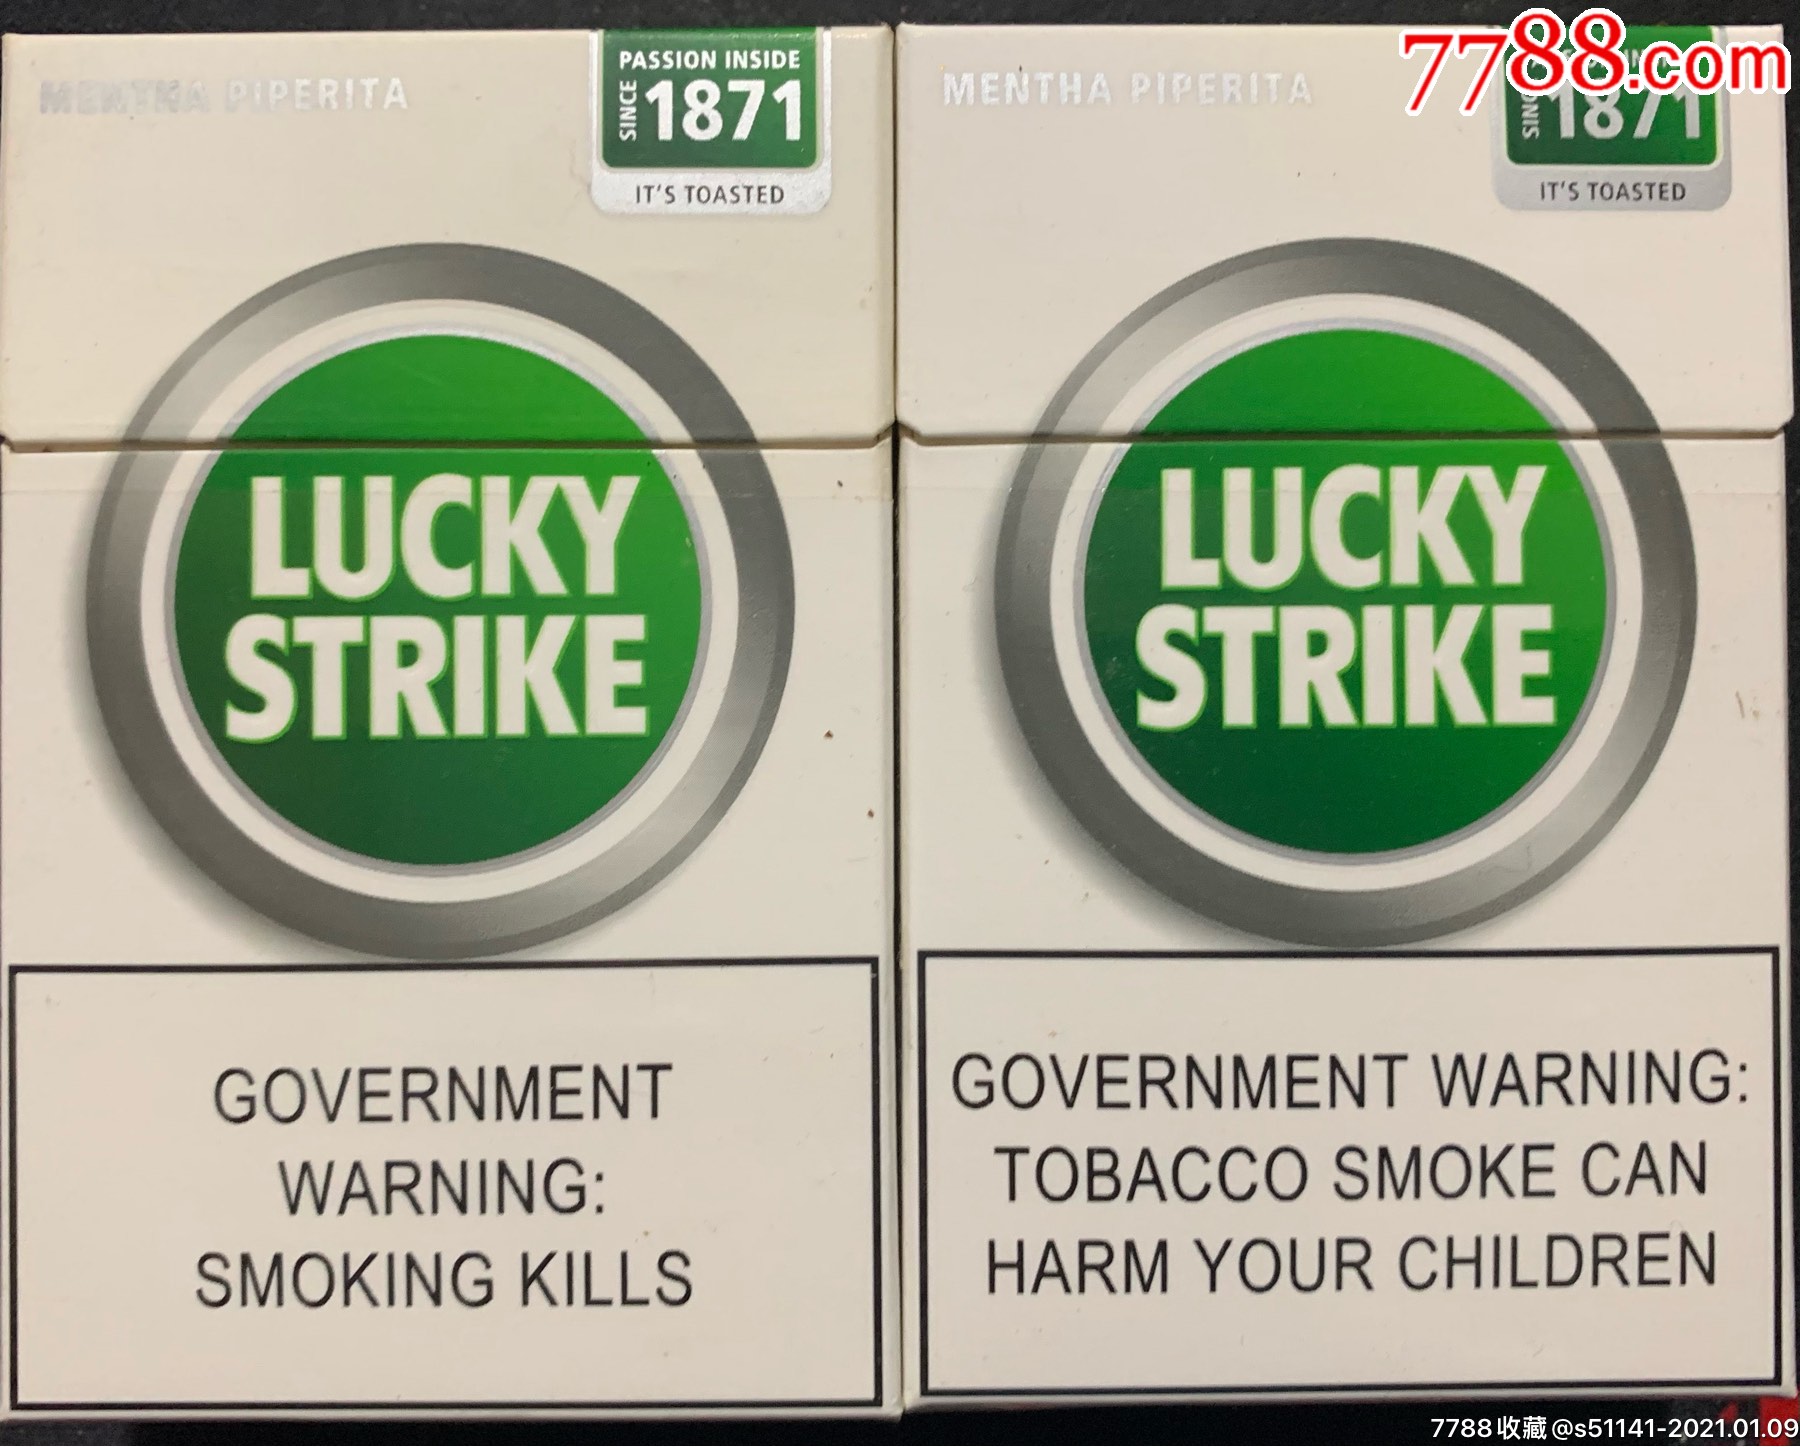 MENTHA PIPERITA
PASSION INSIDE
SINCE 1871
IT'S TOASTED
LUCKY
STRIKE
GOVERNMENT
WARNING:
SMOKING KILLS
MENTHA PIPERITA
7788.com
SINCE 1871
IT'S TOASTED
LUCKY
STRIKE
GOVERNMENT WARNING:
TOBACCO SMOKE CAN
HARM YOUR CHILDREN
7788收藏@s51141-2021.01.09